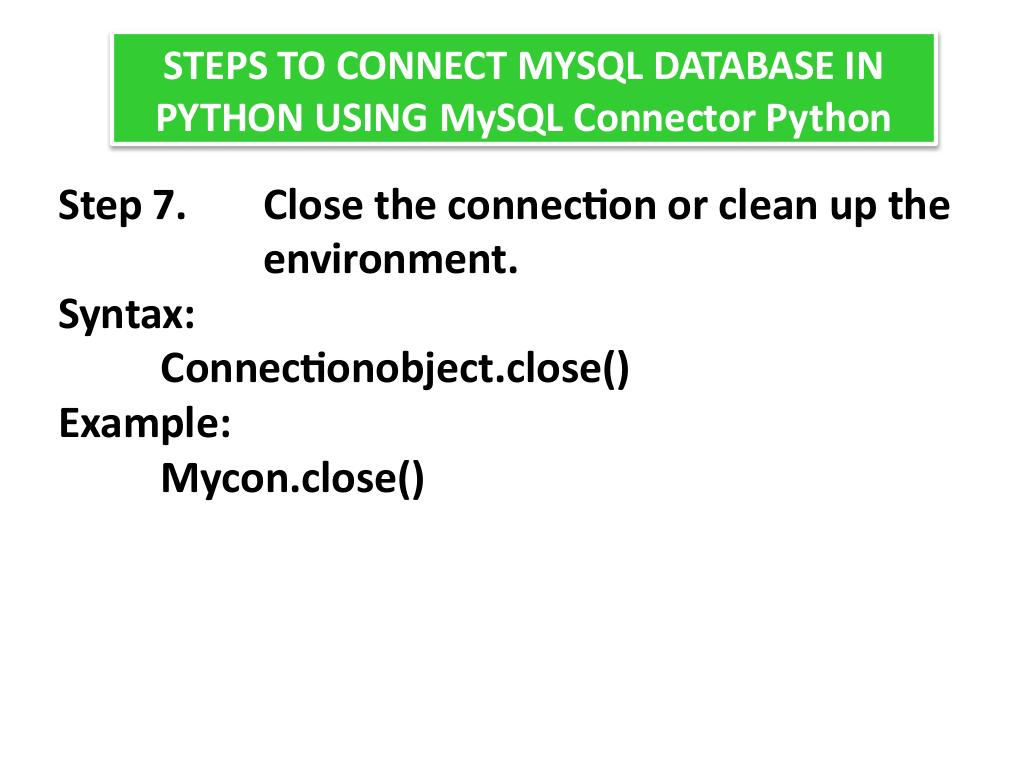 STEPS TO CONNECT MYSQL DATABASE IN
PYTHON USING MySQL Connector Python
Step 7. Close the connection or clean up the
environment.
Syntax:
Connectionobject.close()
Example:
Mycon.close()